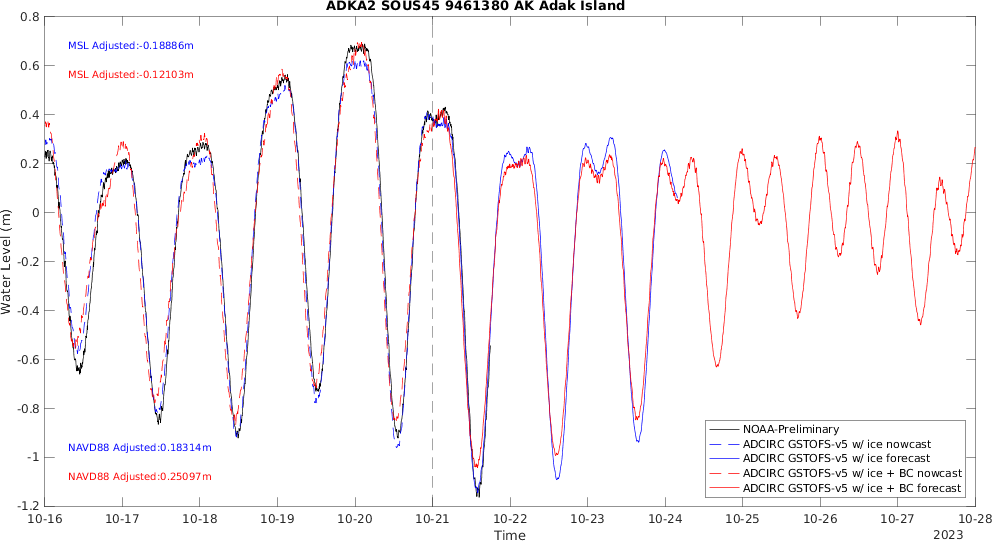 ADKA2 SOUS45 9461380 AK Adak Island
0.8
0.6
0.4
0.2
0
-0.2
-0.4
-0.6
-0.8
-1
-1.2
Water Level (m)
MSL Adjusted:-0.18886m
MSL Adjusted:-0.12103m
NAVD88 Adjusted:0.18314m
NAVD88 Adjusted:0.25097m
NOAA-Preliminary
ADCIRC GSTOFS-v5 w/ ice nowcast
ADCIRC GSTOFS-v5 w/ ice forecast
ADCIRC GSTOFS-v5 w/ ice + BC nowcast
ADCIRC GSTOFS-v5 w/ ice + BC forecast
10-16 10-17 10-18 10-19 10-20 10-21 10-22 10-23 10-24 10-25 10-26 10-27 10-28
Time
2023